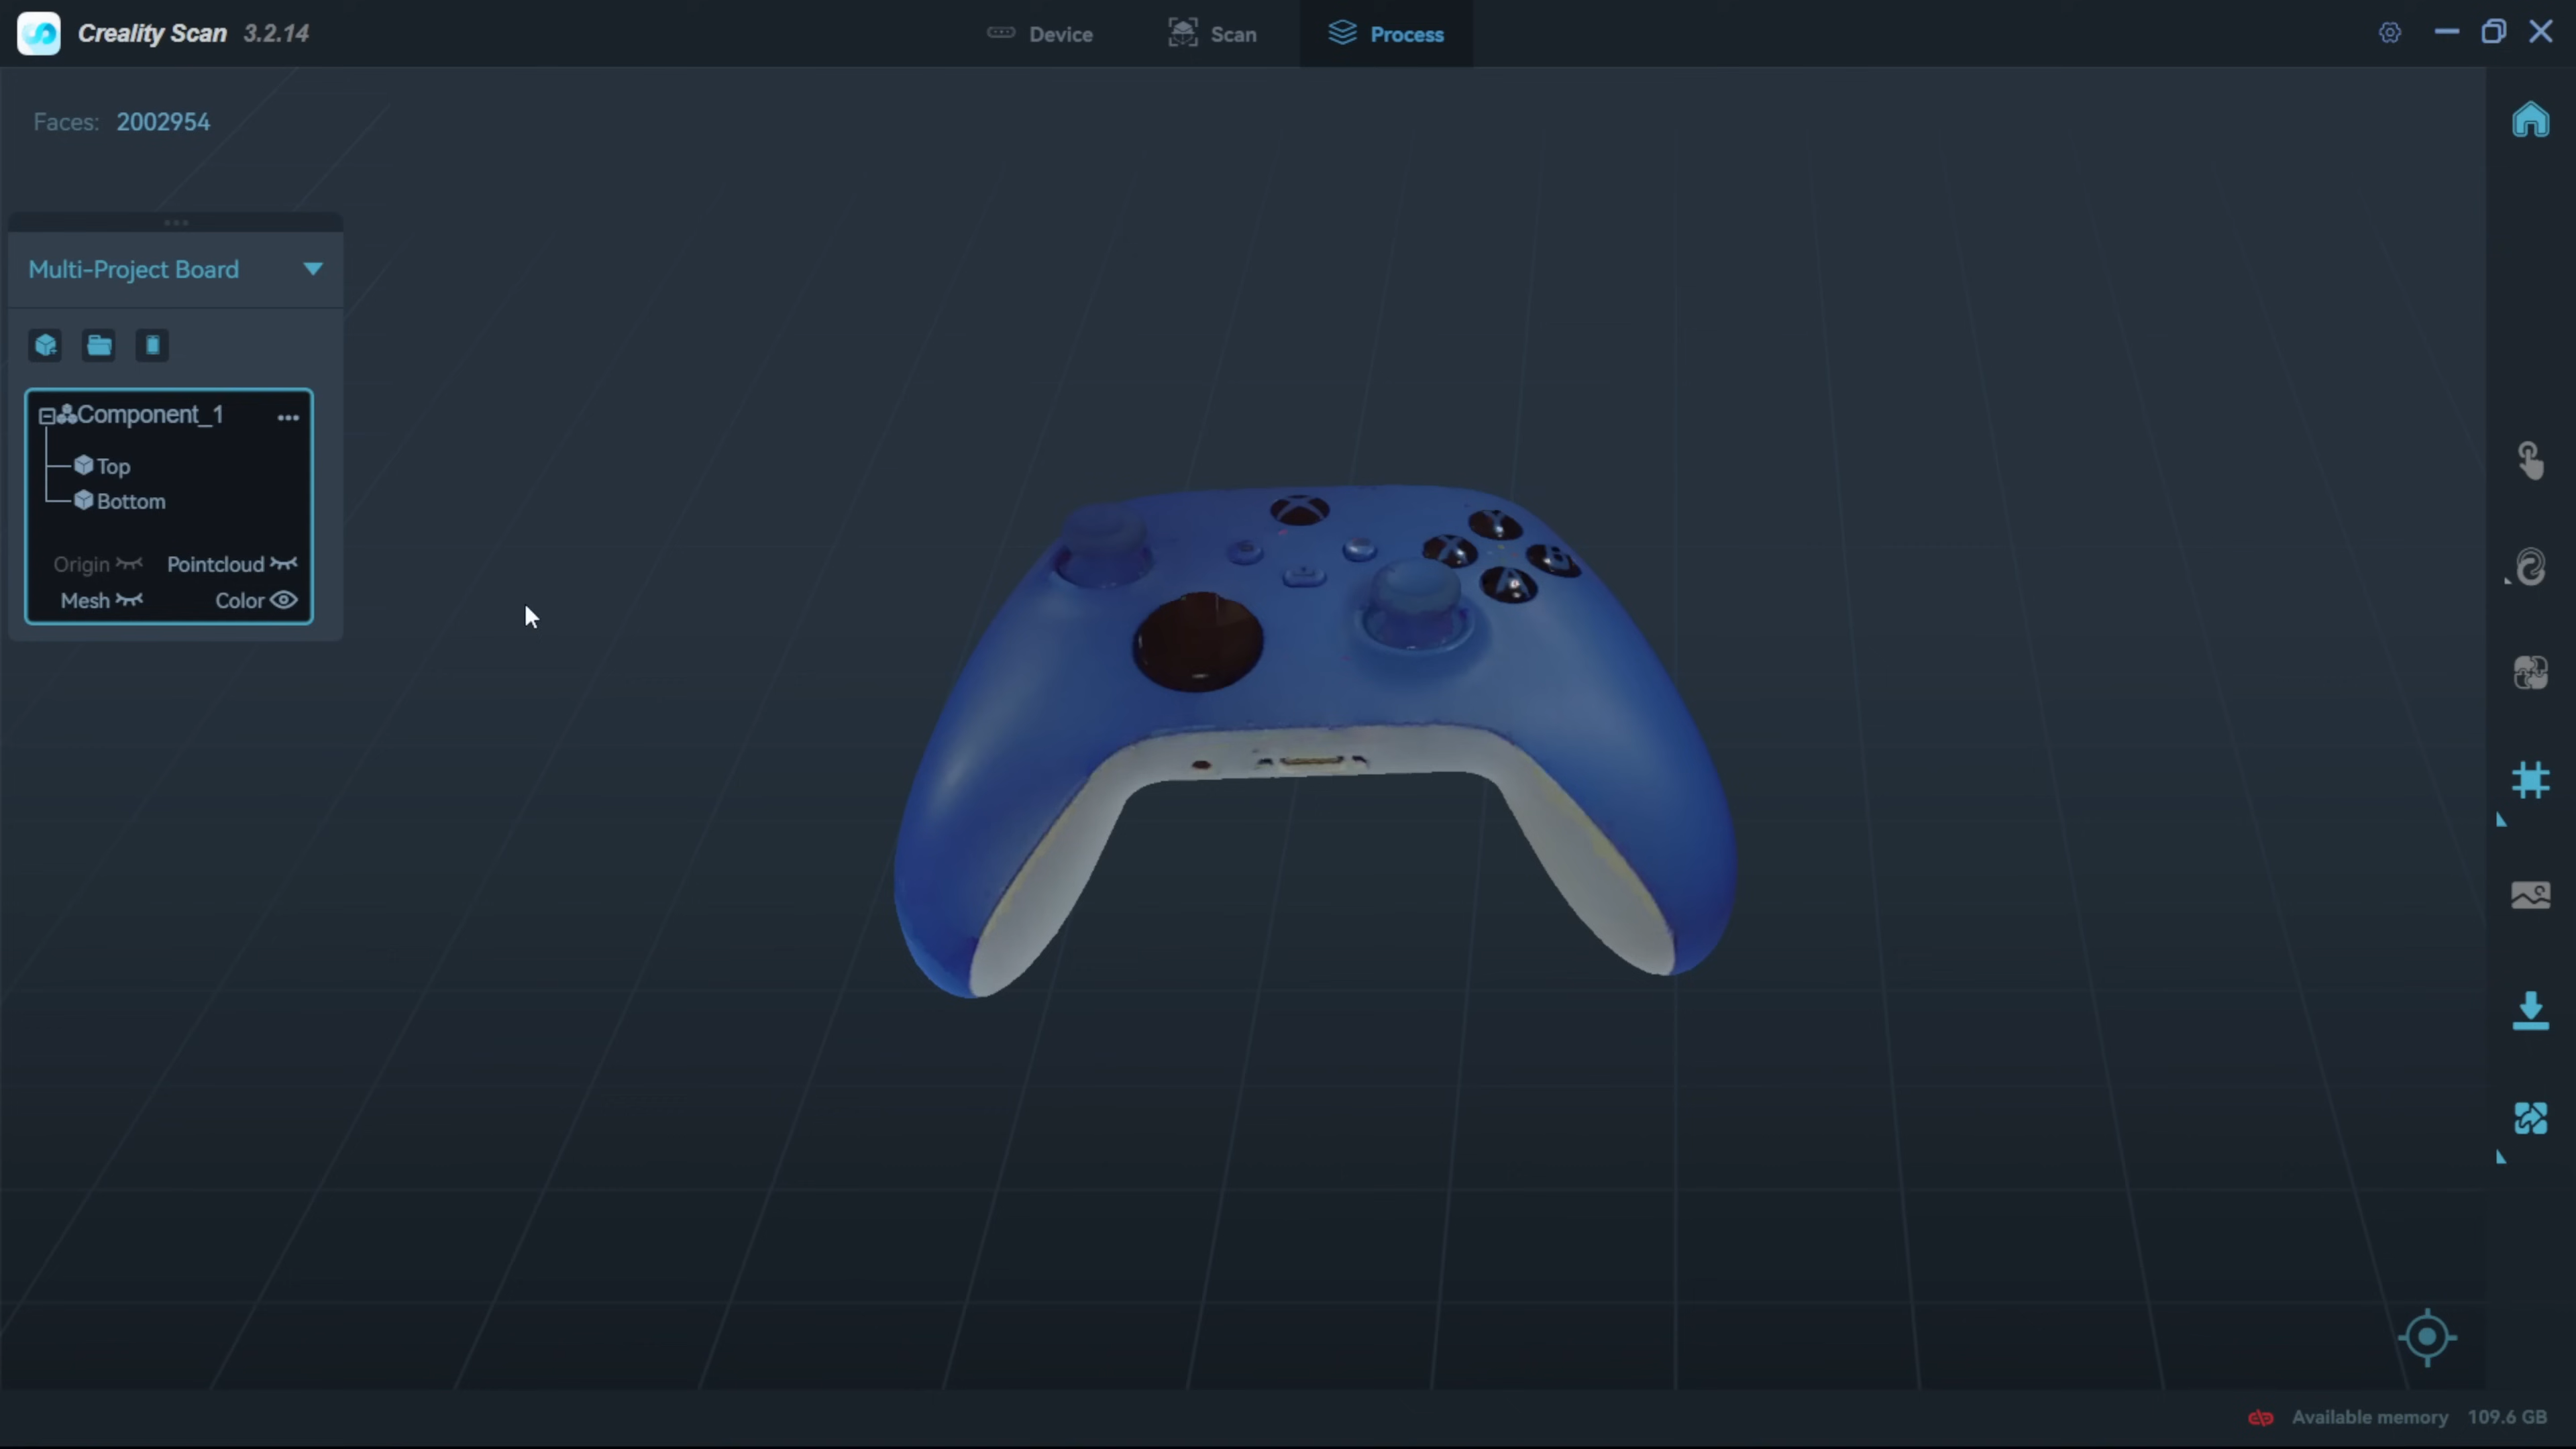 Creality Scan 3.2.14
Device
Scan
Process
Faces: 2002954
Multi-Project Board
Component_1
Top
Bottom
Origin Pointcloud
Mesh Color
Y
X
B
A
Available memory 109.6 GB